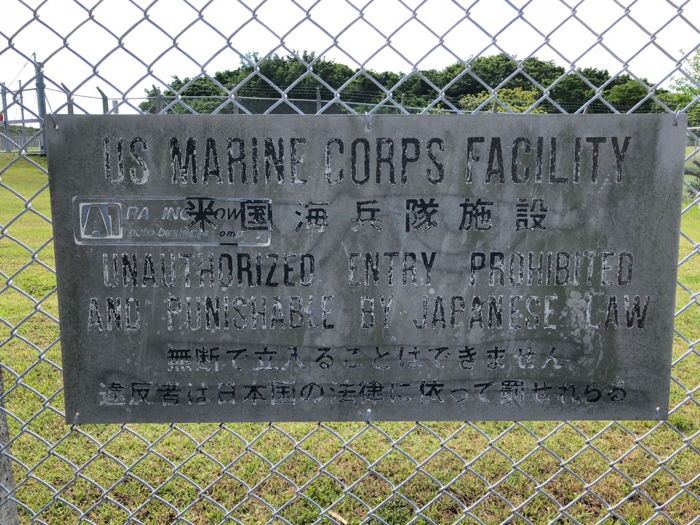 US MARINE CORPS FACILITY
米国海兵隊施設
A1
UNAUTHORIZED ENTRY PROHIBITED
AND PUNISHABLE BY JAPANESE LAW
無断で立入ることはできません。
違反者は日本国の法律に依って罰せれらる